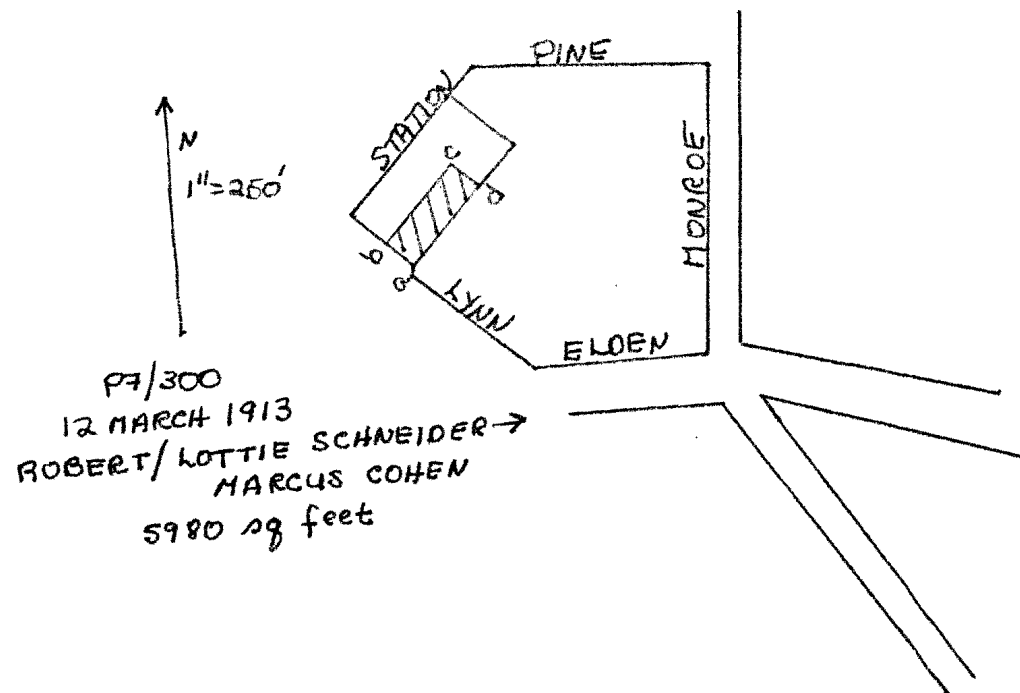 PINE
STATION
N
1"=250'
c
d
MONROE
b
a
LYNN
ELDEN
P7/300
12 MARCH 1913
ROBERT/LOTTIE SCHNEIDER→
MARCUS COHEN
5980 sq feet